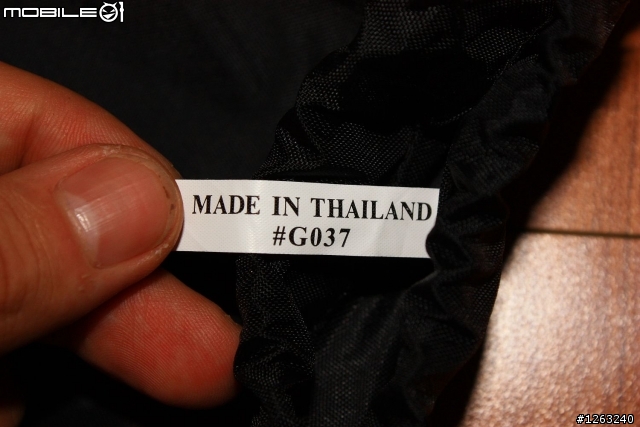 MOBILE01
MADE IN THAILAND
#G037
#1263240